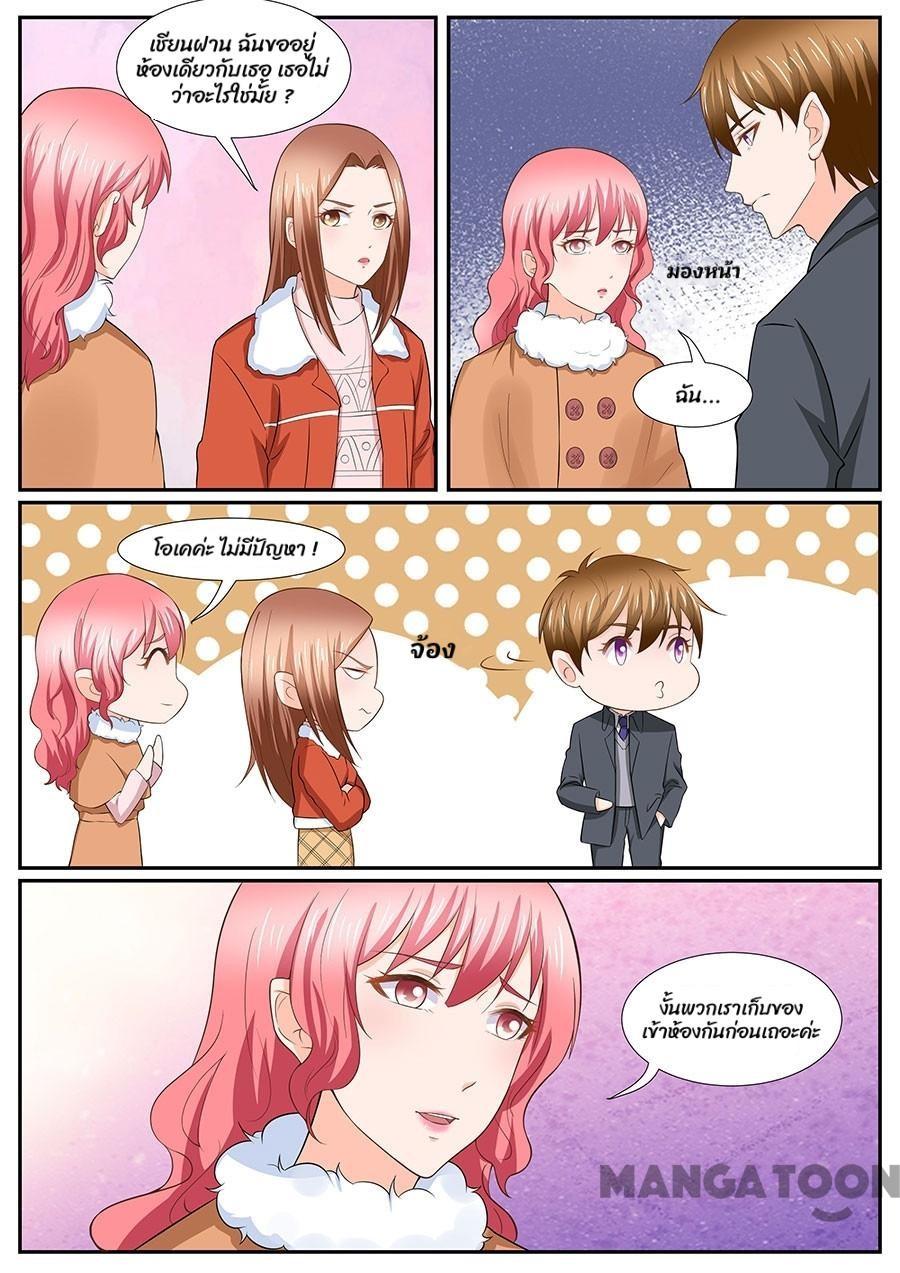 เชียนฝาน ฉันขออยู่
ห้องเดียวกับเธอ เธอไม่
ว่าอะไรใช่มั้ย ?
มองหน้า
ฉัน...
โอเคค่ะ ไม่มีปัญหา !
จ้อง
งั้นพวกเราเก็บของ
เข้าห้องกันก่อนเถอะค่ะ
MANGATOON